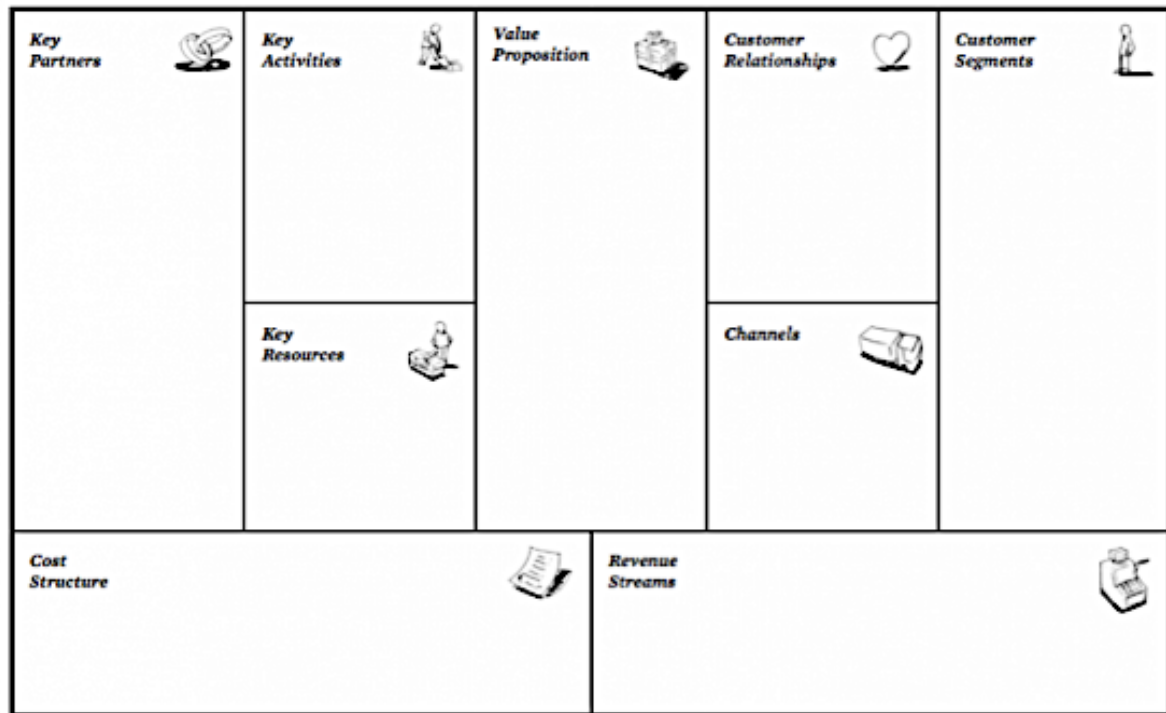 Key
Partners
Key
Activities
Value
Proposition
Customer
Relationships
Customer
Segments
Key
Resources
Channels
Cost
Structure
Revenue
Streams